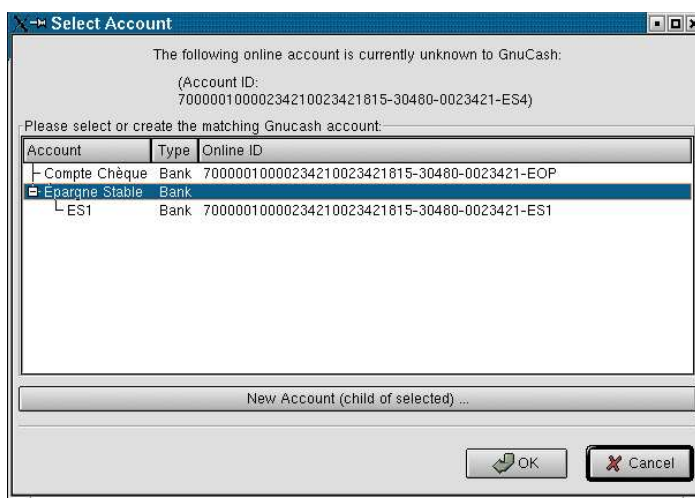 Select Account
The following online account is currently unknown to GnuCash:
(Account ID:
70000010000234210023421815-30480-0023421-ES4)
Please select or create the matching Gnucash account:
Account Type Online ID
Compte Chèque Bank 70000010000234210023421815-30480-0023421-EOP
Épargne Stable Bank
ES1 Bank 70000010000234210023421815-30480-0023421-ES1
New Account (child of selected) ...
OK Cancel